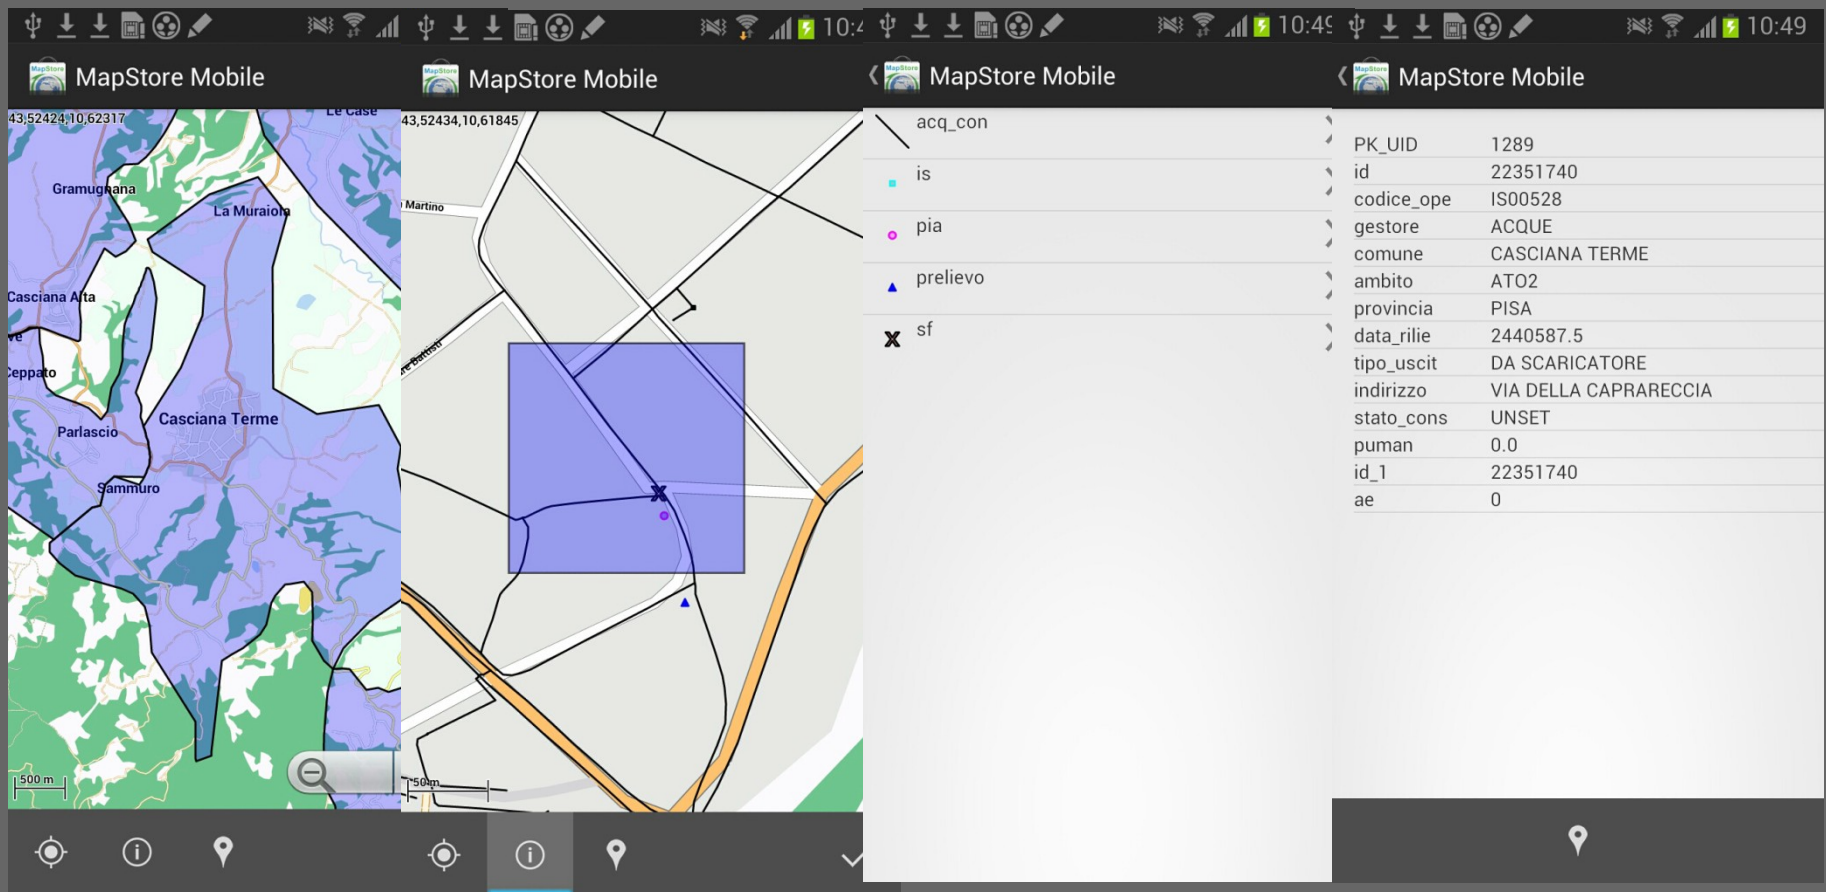 MapStore Mobile
43,52424,10,62317
Le Case
Gramugnana
La Muraiola
Casciana Alta
ve
Ceppato
Casciana Terme
Parlascio
Sammuro
500 m
10:4
MapStore Mobile
43,52434,10,61845
Martino
re Battisti
50 m
10:49
MapStore Mobile
acq_con
is
pia
prelievo
sf
10:49
MapStore Mobile
PK_UID 1289
id 22351740
codice_ope IS00528
gestore ACQUE
comune CASCIANA TERME
ambito ATO2
provincia PISA
data_rilie 2440587.5
tipo_uscit DA SCARICATORE
indirizzo VIA DELLA CAPRARECCIA
stato_cons UNSET
puman 0.0
id_1 22351740
ae 0